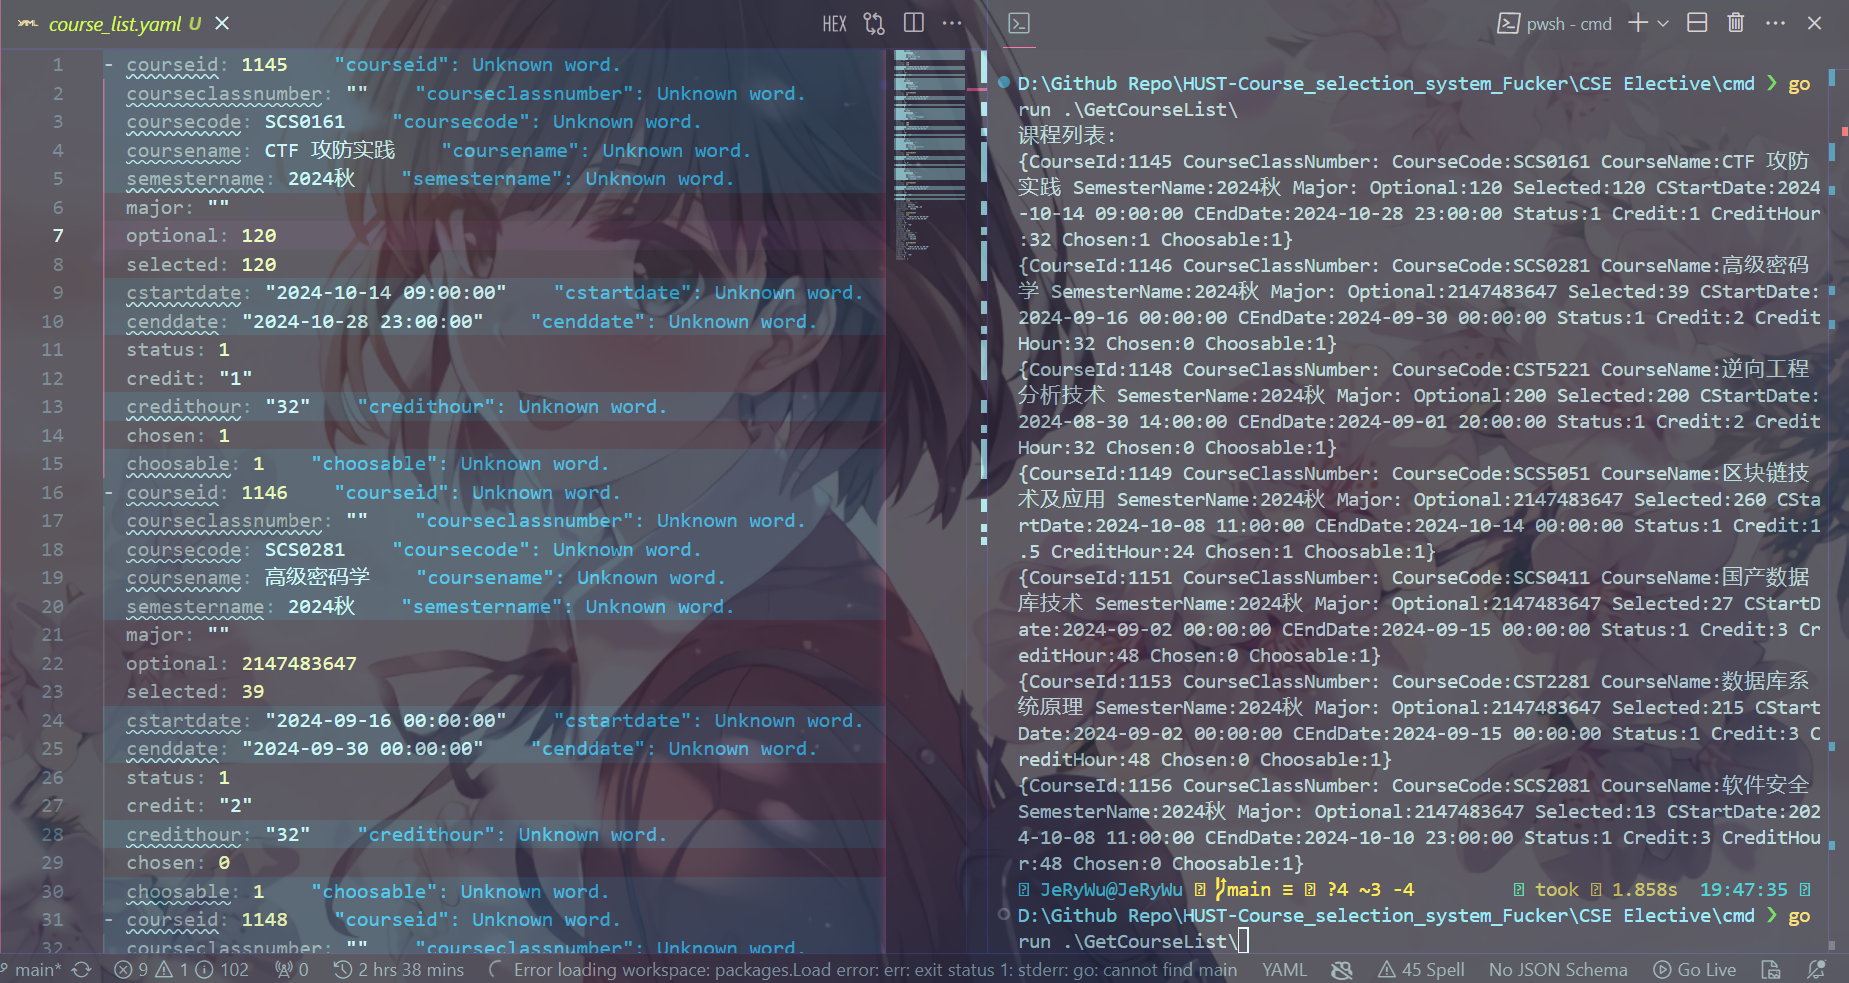 YAML course_list.yaml U
HEX
1 - courseid: 1145 "courseid": Unknown word.
2 courseclassnumber: "" "courseclassnumber": Unknown word.
3 coursecode: SCS0161 "coursecode": Unknown word.
4 coursename: CTF 攻防实践 "coursename": Unknown word.
5 semestername: 2024秋 "semestername": Unknown word.
6 major: ""
7 optional: 120
8 selected: 120
9 cstartdate: "2024-10-14 09:00:00" "cstartdate": Unknown word.
10 cenddate: "2024-10-28 23:00:00" "cenddate": Unknown word.
11 status: 1
12 credit: "1"
13 credithour: "32" "credithour": Unknown word.
14 chosen: 1
15 choosable: 1 "choosable": Unknown word.
16 - courseid: 1146 "courseid": Unknown word.
17 courseclassnumber: "" "courseclassnumber": Unknown word.
18 coursecode: SCS0281 "coursecode": Unknown word.
19 coursename: 高级密码学 "coursename": Unknown word.
20 semestername: 2024秋 "semestername": Unknown word.
21 major: ""
22 optional: 2147483647
23 selected: 39
24 cstartdate: "2024-09-16 00:00:00" "cstartdate": Unknown word.
25 cenddate: "2024-09-30 00:00:00" "cenddate": Unknown word.
26 status: 1
27 credit: "2"
28 credithour: "32" "credithour": Unknown word.
29 chosen: 0
30 choosable: 1 "choosable": Unknown word.
31 - courseid: 1148 "courseid": Unknown word.
32 courseclassnumber: "" "courseclassnumber": Unknown word.
pwsh - cmd
D:\Github Repo\HUST-Course_selection_system_Fucker\CSE Elective\cmd ❯ go
run .\GetCourseList\
课程列表:
{CourseId:1145 CourseClassNumber: CourseCode:SCS0161 CourseName:CTF 攻防
实践 SemesterName:2024秋 Major: Optional:120 Selected:120 CStartDate:2024
-10-14 09:00:00 CEndDate:2024-10-28 23:00:00 Status:1 Credit:1 CreditHour
:32 Chosen:1 Choosable:1}
{CourseId:1146 CourseClassNumber: CourseCode:SCS0281 CourseName:高级密码
学 SemesterName:2024秋 Major: Optional:2147483647 Selected:39 CStartDate:
2024-09-16 00:00:00 CEndDate:2024-09-30 00:00:00 Status:1 Credit:2 Credit
Hour:32 Chosen:0 Choosable:1}
{CourseId:1148 CourseClassNumber: CourseCode:CST5221 CourseName:逆向工程
分析技术 SemesterName:2024秋 Major: Optional:200 Selected:200 CStartDate:
2024-08-30 14:00:00 CEndDate:2024-09-01 20:00:00 Status:1 Credit:2 Credit
Hour:32 Chosen:0 Choosable:1}
{CourseId:1149 CourseClassNumber: CourseCode:SCS5051 CourseName:区块链技
术及应用 SemesterName:2024秋 Major: Optional:2147483647 Selected:260 CSta
rtDate:2024-10-08 11:00:00 CEndDate:2024-10-14 00:00:00 Status:1 Credit:1
.5 CreditHour:24 Chosen:1 Choosable:1}
{CourseId:1151 CourseClassNumber: CourseCode:SCS0411 CourseName:国产数据
库技术 SemesterName:2024秋 Major: Optional:2147483647 Selected:27 CStartD
ate:2024-09-02 00:00:00 CEndDate:2024-09-15 00:00:00 Status:1 Credit:3 Cr
editHour:48 Chosen:0 Choosable:1}
{CourseId:1153 CourseClassNumber: CourseCode:CST2281 CourseName:数据库系
统原理 SemesterName:2024秋 Major: Optional:2147483647 Selected:215 CStart
Date:2024-09-02 00:00:00 CEndDate:2024-09-15 00:00:00 Status:1 Credit:3 C
reditHour:48 Chosen:0 Choosable:1}
{CourseId:1156 CourseClassNumber: CourseCode:SCS2081 CourseName:软件安全
SemesterName:2024秋 Major: Optional:2147483647 Selected:13 CStartDate:202
4-10-08 11:00:00 CEndDate:2024-10-10 23:00:00 Status:1 Credit:3 CreditHou
r:48 Chosen:0 Choosable:1}
JeRyWu@JeRyWu main ≡ ?4 ~3 -4 took 1.858s 19:47:35
D:\Github Repo\HUST-Course_selection_system_Fucker\CSE Elective\cmd ❯ go
run .\GetCourseList\
main* 9 1 102 0 2 hrs 38 mins Error loading workspace: packages.Load error: err: exit status 1: stderr: go: cannot find main YAML 45 Spell No JSON Schema Go Live